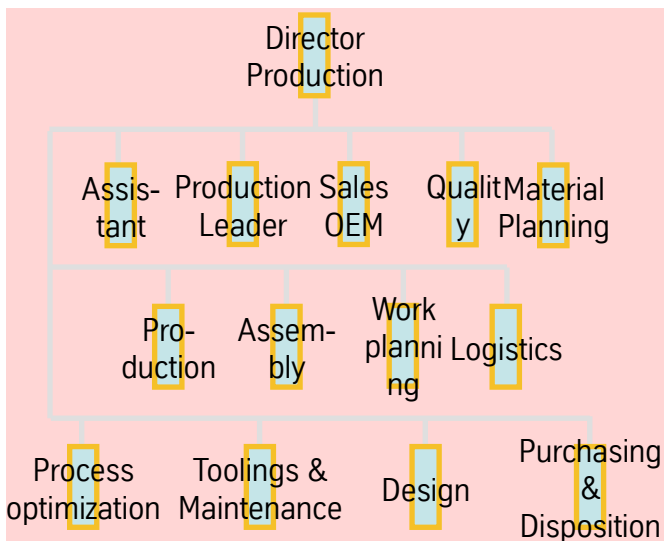 Director
Production
Assis-
tant
Production
Leader
Sales
OEM
Qualit
y
Material
Planning
Pro-
duction
Assem-
bly
Work
planni
ng
Logistics
Process
optimization
Toolings &
Maintenance
Design
Purchasing
&
Disposition